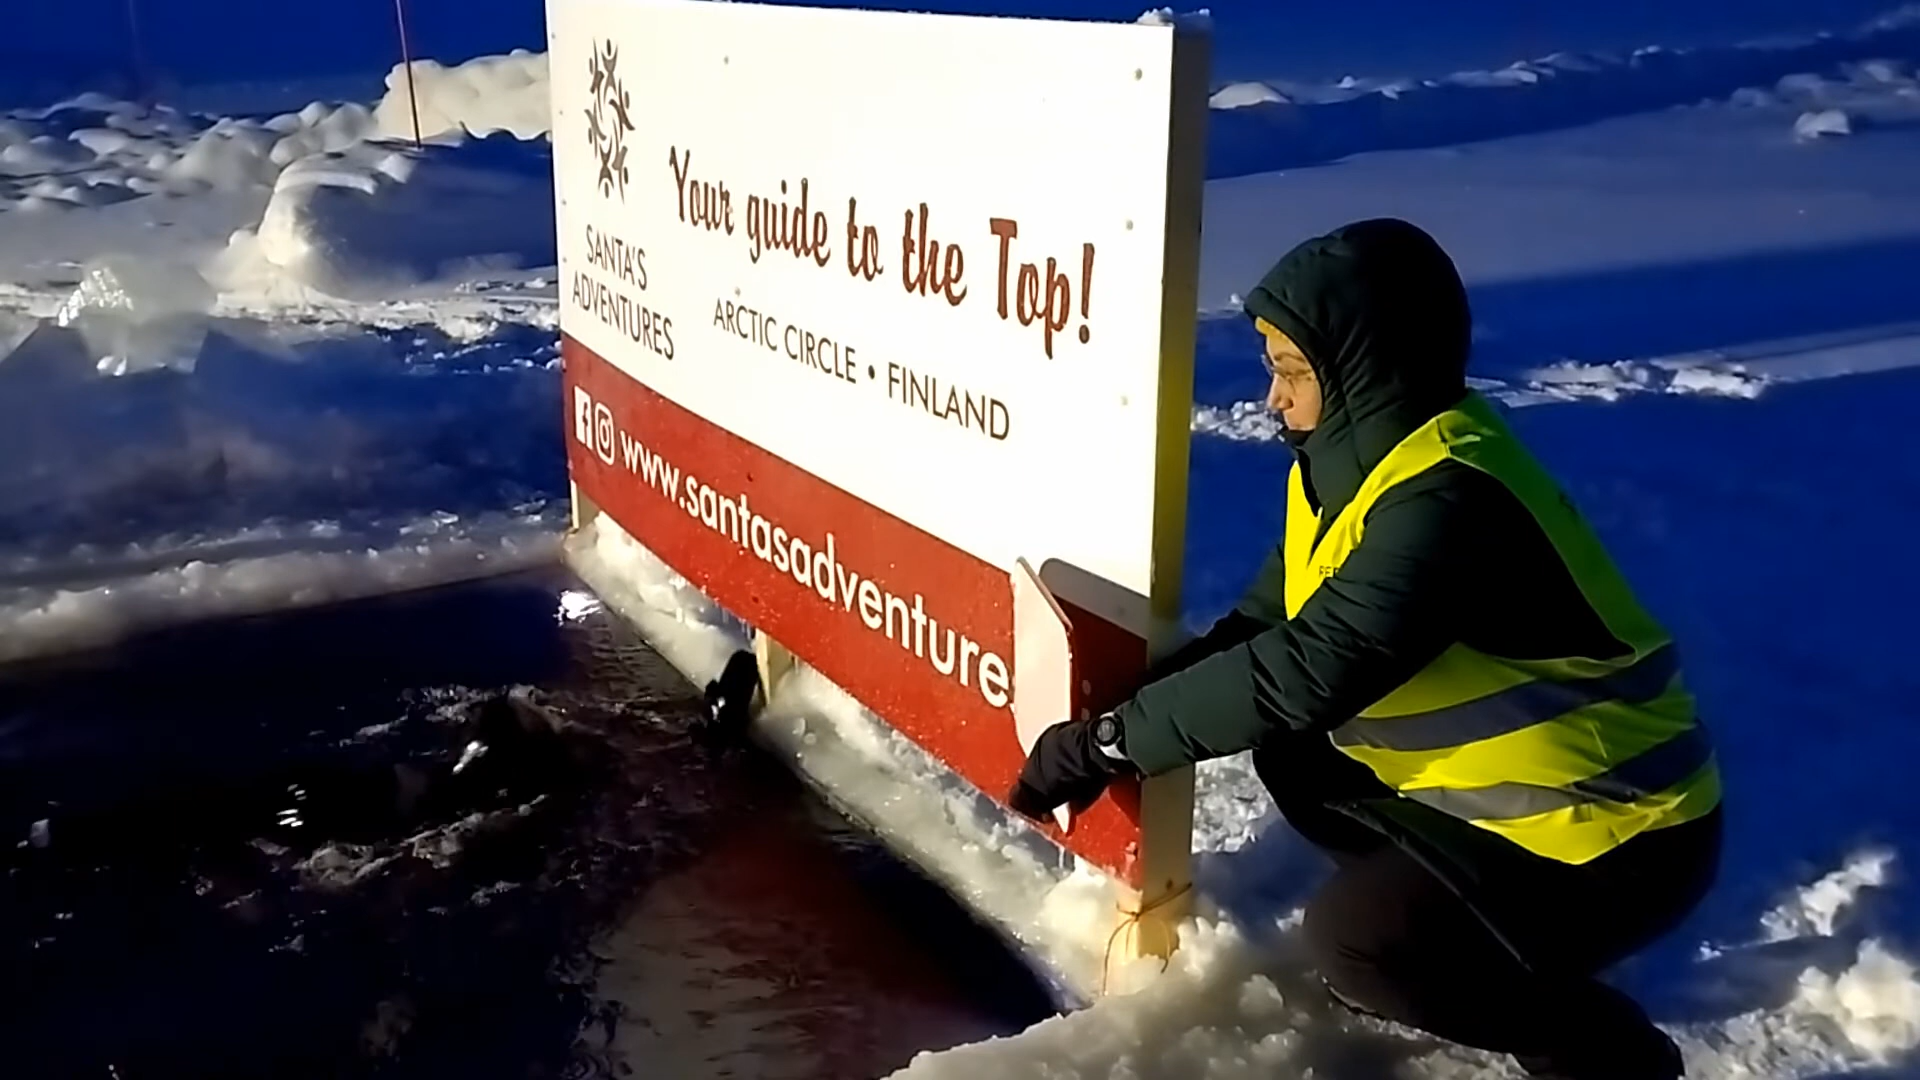 Your guide to the Top!
SANTA'S
ADVENTURES
ARCTIC CIRCLE • FINLAND
www.santasadventure